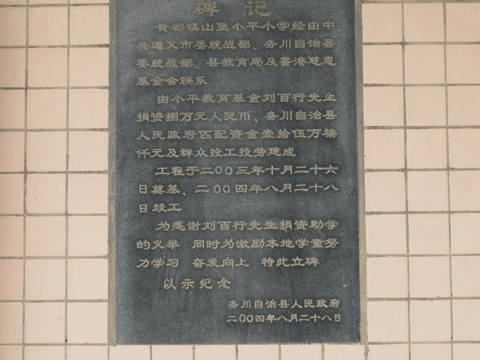 碑记
黄都镇山堡小平小学经由中
共遵义市委统战部、务川自治县
委统战部、县教育局及香港慈恩
基金会联系
由小平教育基金刘百行先生
捐资捌万元人民币、务川自治县
人民政府匹配资金壹拾伍万柒
仟元及群众投工投劳建成
工程于二00三年十月二十六
日奠基、二00四年八月二十八
日竣工
为感谢刘百行先生捐资助学
的义举 同时为激励本地学童努
力学习 奋发向上 特此立碑
以示纪念
务川自治县人民政府
二00四年八月二十八日